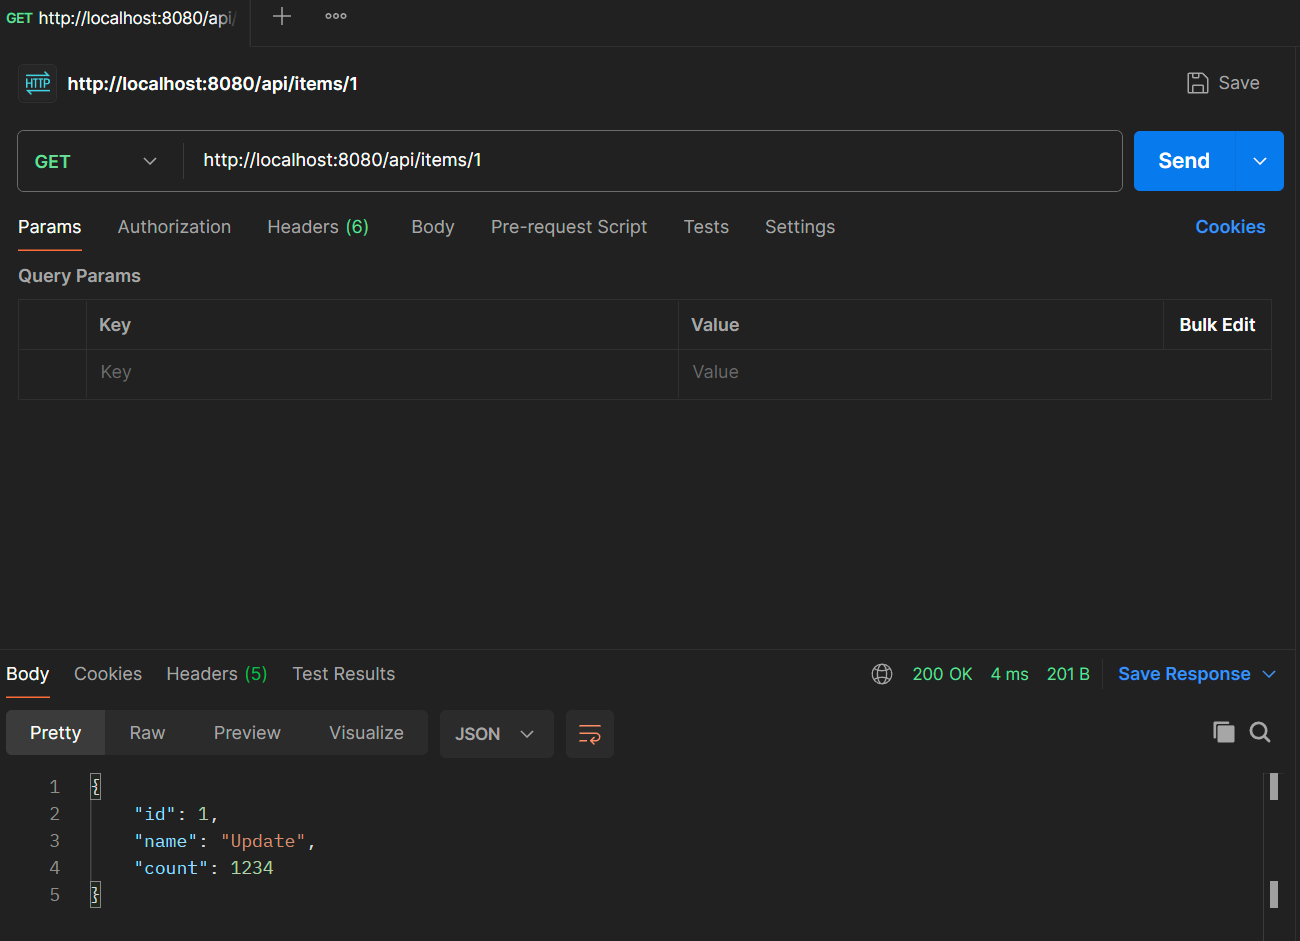 GET http://localhost:8080/api/
HTTP http://localhost:8080/api/items/1 Save
GET http://localhost:8080/api/items/1 Send
Params Authorization Headers (6) Body Pre-request Script Tests Settings Cookies
Query Params
Key Value Bulk Edit
Key Value
Body Cookies Headers (5) Test Results 200 OK 4 ms 201 B Save Response
Pretty Raw Preview Visualize JSON
1 {
2 "id": 1,
3 "name": "Update",
4 "count": 1234
5 }